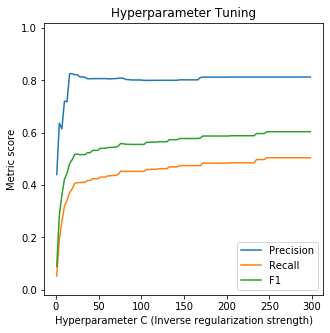 Hyperparameter Tuning
1.0
0.8
0.6
0.4
0.2
0.0
Metric score
0 50 100 150 200 250 300
Hyperparameter C (Inverse regularization strength)
Precision
Recall
F1